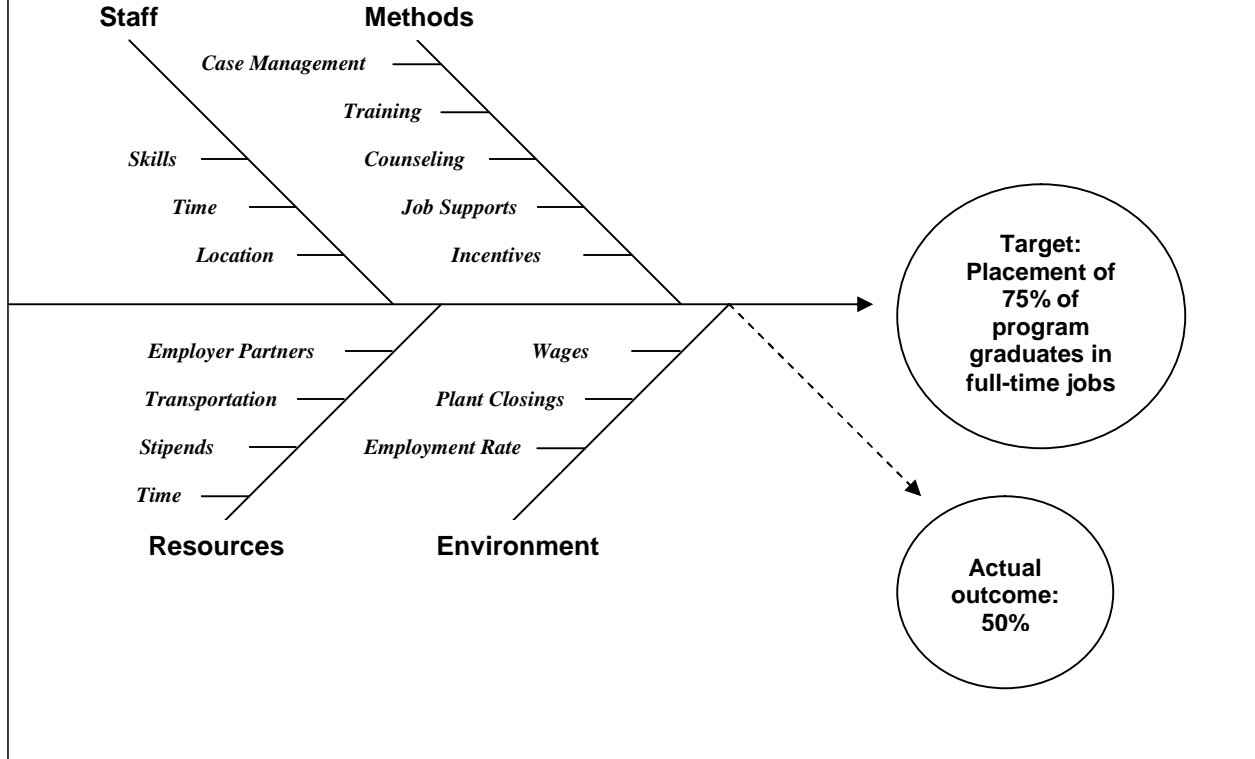 Staff
Methods
Case Management
Training
Skills
Counseling
Time
Job Supports
Location
Incentives
Target:
Placement of
75% of
program
graduates in
full-time jobs
Employer Partners
Wages
Transportation
Plant Closings
Stipends
Employment Rate
Time
Resources
Environment
Actual
outcome:
50%